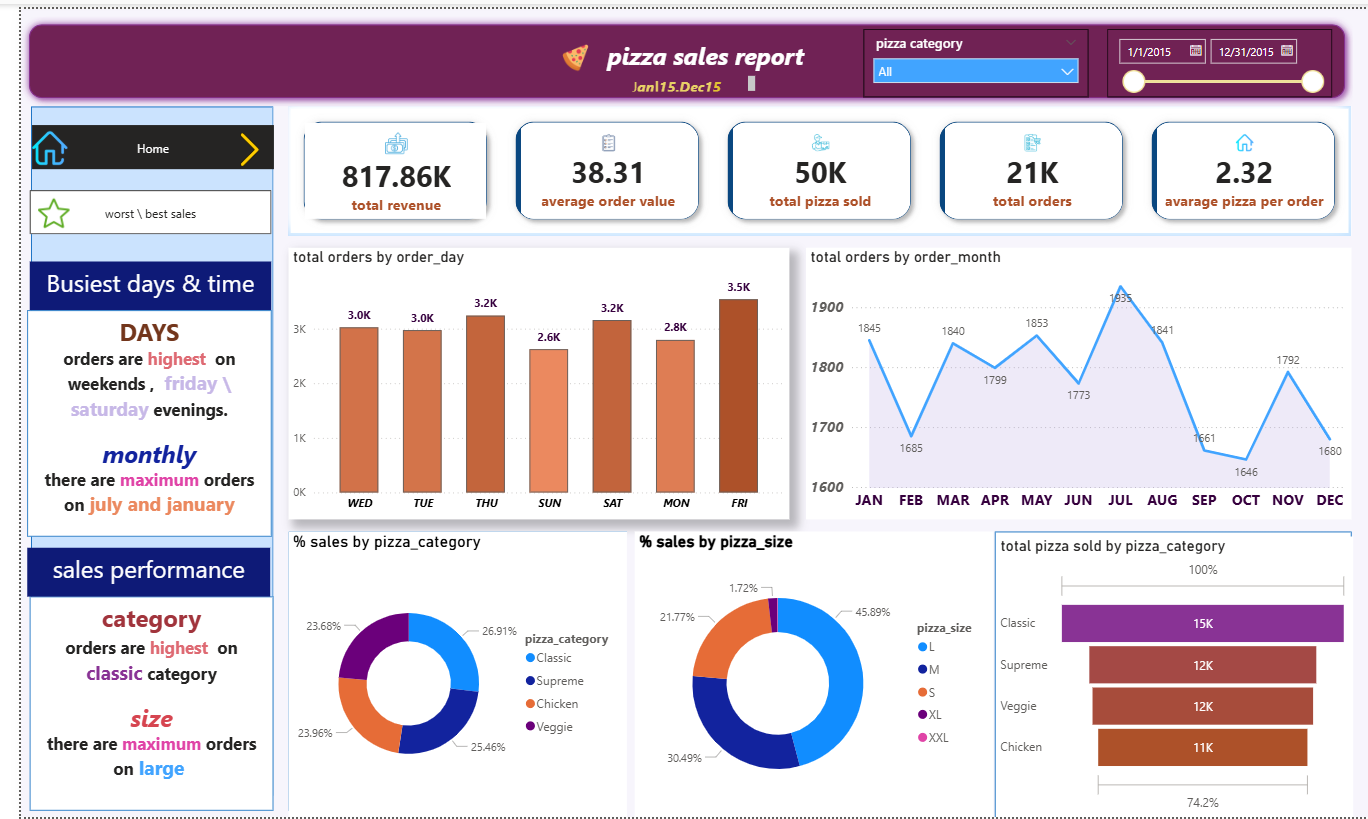 pizza sales report
Jan\15.Dec15
pizza category
All
1/1/2015
12/31/2015
Home
worst \ best sales
Busiest days & time
DAYS
orders are highest on
weekends , friday \
saturday evenings.
monthly
there are maximum orders
on july and january
sales performance
category
orders are highest on
classic category
size
there are maximum orders
on large
817.86K
total revenue
38.31
average order value
50K
total pizza sold
21K
total orders
2.32
avarage pizza per order
total orders by order_day
3K
2K
1K
0K
3.0K
3.0K
3.2K
2.6K
3.2K
2.8K
3.5K
WED TUE THU SUN SAT MON FRI
total orders by order_month
1900
1800
1700
1600
1845
1685
1840
1799
1853
1773
1935
1841
1661
1646
1792
1680
JAN FEB MAR APR MAY JUN JUL AUG SEP OCT NOV DEC
% sales by pizza_category
26.91%
25.46%
23.96%
23.68%
pizza_category
Classic
Supreme
Chicken
Veggie
% sales by pizza_size
45.89%
30.49%
21.77%
1.72%
pizza_size
L
M
S
XL
XXL
total pizza sold by pizza_category
100%
Classic 15K
Supreme 12K
Veggie 12K
Chicken 11K
74.2%